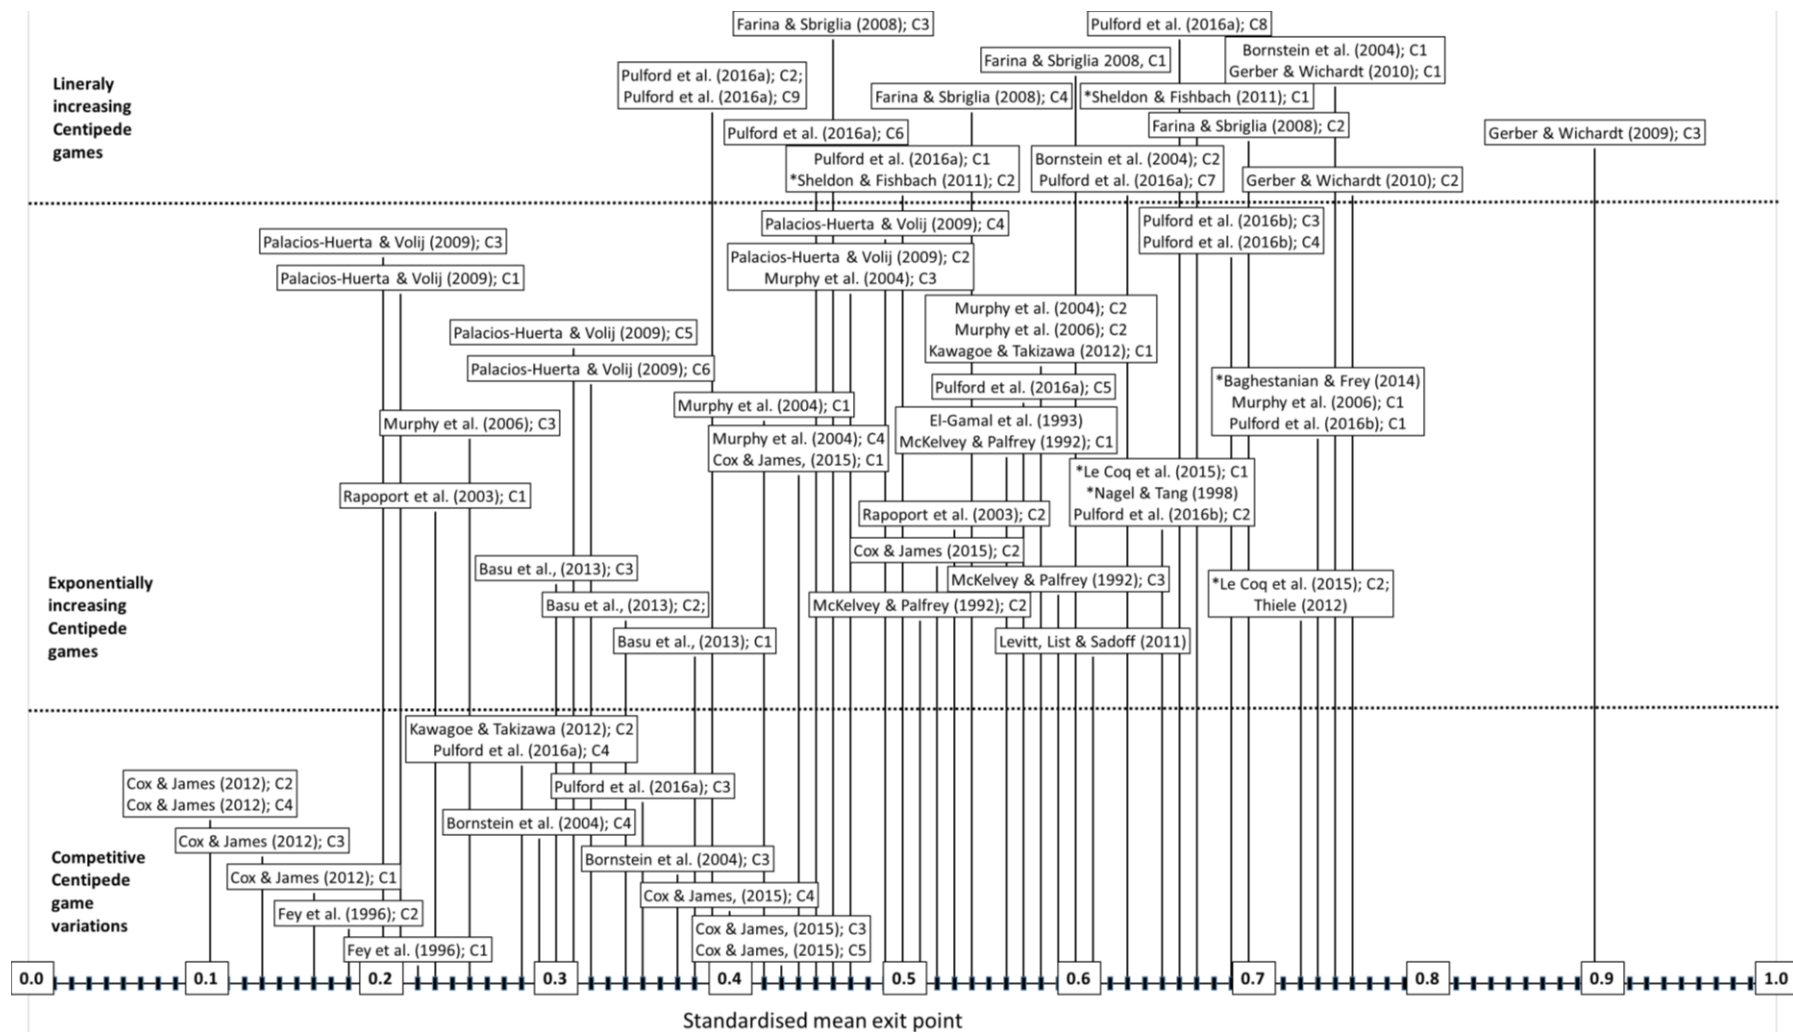 Farina & Sbriglia (2008); C3
Pulford et al. (2016a); C8
Farina & Sbriglia 2008, C1
Bornstein et al. (2004); C1
Gerber & Wichardt (2010); C1
Lineraly
increasing
Centipede
games
Pulford et al. (2016a); C2;
Pulford et al. (2016a); C9
Farina & Sbriglia (2008); C4
*Sheldon & Fishbach (2011); C1
Pulford et al. (2016a); C6
Farina & Sbriglia (2008); C2
Gerber & Wichardt (2009); C3
Pulford et al. (2016a); C1
*Sheldon & Fishbach (2011); C2
Bornstein et al. (2004); C2
Pulford et al. (2016a); C7
Gerber & Wichardt (2010); C2
Palacios-Huerta & Volij (2009); C4
Pulford et al. (2016b); C3
Pulford et al. (2016b); C4
Palacios-Huerta & Volij (2009); C3
Palacios-Huerta & Volij (2009); C2
Murphy et al. (2004); C3
Palacios-Huerta & Volij (2009); C1
Murphy et al. (2004); C2
Murphy et al. (2006); C2
Kawagoe & Takizawa (2012); C1
Palacios-Huerta & Volij (2009); C5
Palacios-Huerta & Volij (2009); C6
Pulford et al. (2016a); C5
*Baghestanian & Frey (2014)
Murphy et al. (2006); C1
Pulford et al. (2016b); C1
Murphy et al. (2004); C1
Murphy et al. (2006); C3
El-Gamal et al. (1993)
McKelvey & Palfrey (1992); C1
Murphy et al. (2004); C4
Cox & James, (2015); C1
*Le Coq et al. (2015); C1
*Nagel & Tang (1998)
Pulford et al. (2016b); C2
Rapoport et al. (2003); C1
Rapoport et al. (2003); C2
Cox & James (2015); C2
Exponentially
increasing
Centipede
games
Basu et al., (2013); C3
McKelvey & Palfrey (1992); C3
*Le Coq et al. (2015); C2;
Thiele (2012)
Basu et al., (2013); C2;
McKelvey & Palfrey (1992); C2
Basu et al., (2013); C1
Levitt, List & Sadoff (2011)
Kawagoe & Takizawa (2012); C2
Pulford et al. (2016a); C4
Cox & James (2012); C2
Cox & James (2012); C4
Pulford et al. (2016a); C3
Bornstein et al. (2004); C4
Cox & James (2012); C3
Competitive
Centipede
game
variations
Bornstein et al. (2004); C3
Cox & James (2012); C1
Cox & James, (2015); C4
Fey et al. (1996); C2
Cox & James, (2015); C3
Cox & James, (2015); C5
Fey et al. (1996); C1
0.0 0.1 0.2 0.3 0.4 0.5 0.6 0.7 0.8 0.9 1.0
Standardised mean exit point